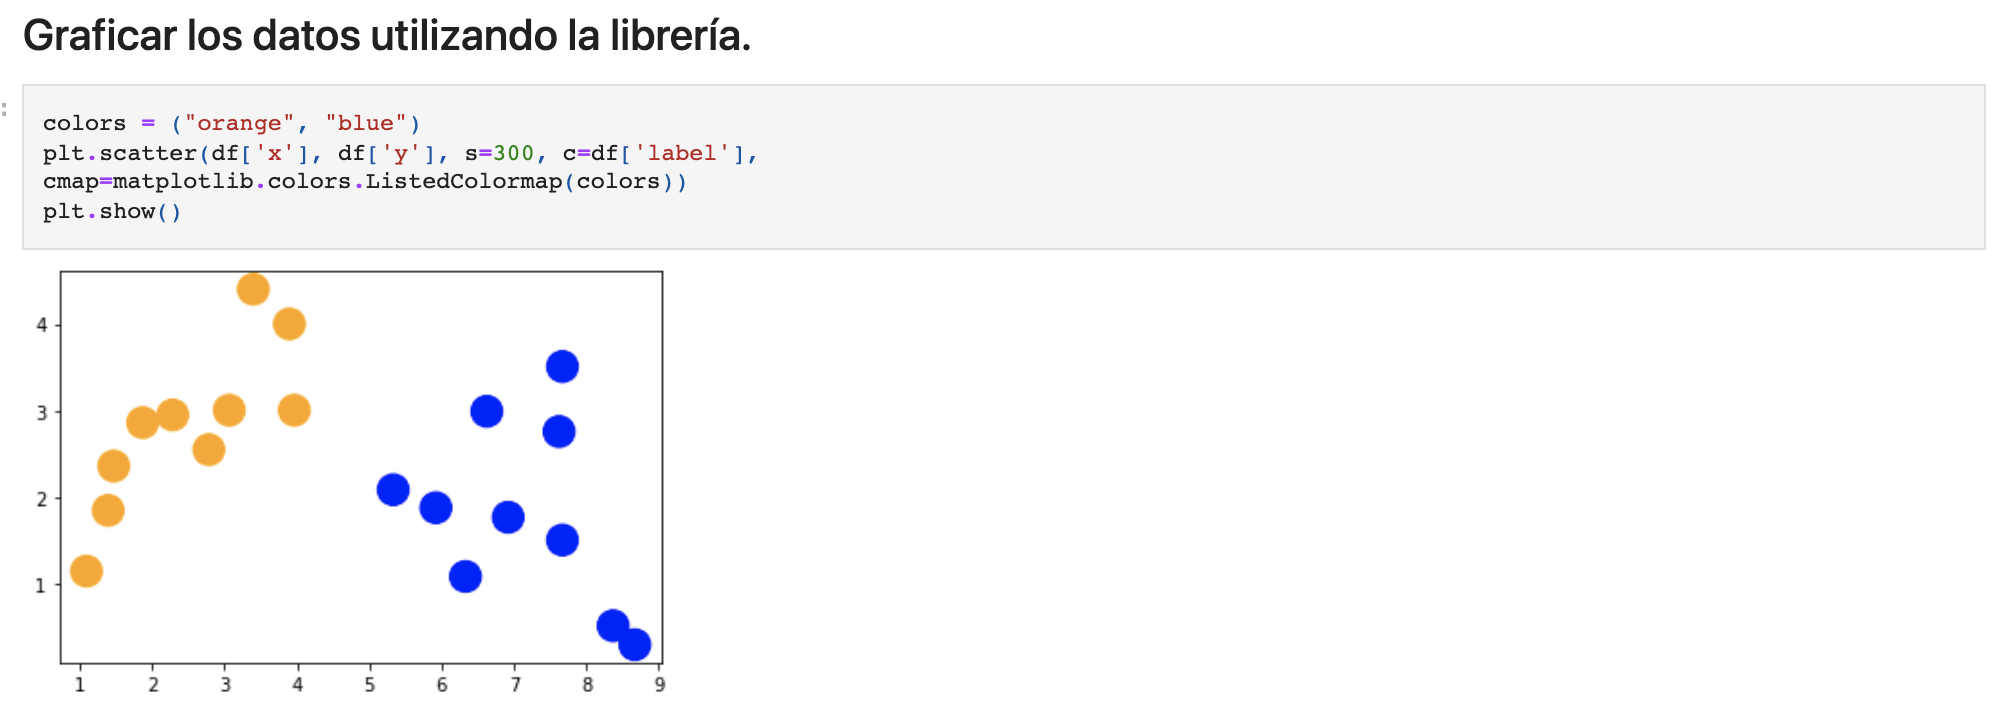 Graficar los datos utilizando la librería.
:
colors = ("orange", "blue")
plt.scatter(df['x'], df['y'], s=300, c=df['label'],
cmap=matplotlib.colors.ListedColormap(colors))
plt.show()
4
3
2
1
1 2 3 4 5 6 7 8 9